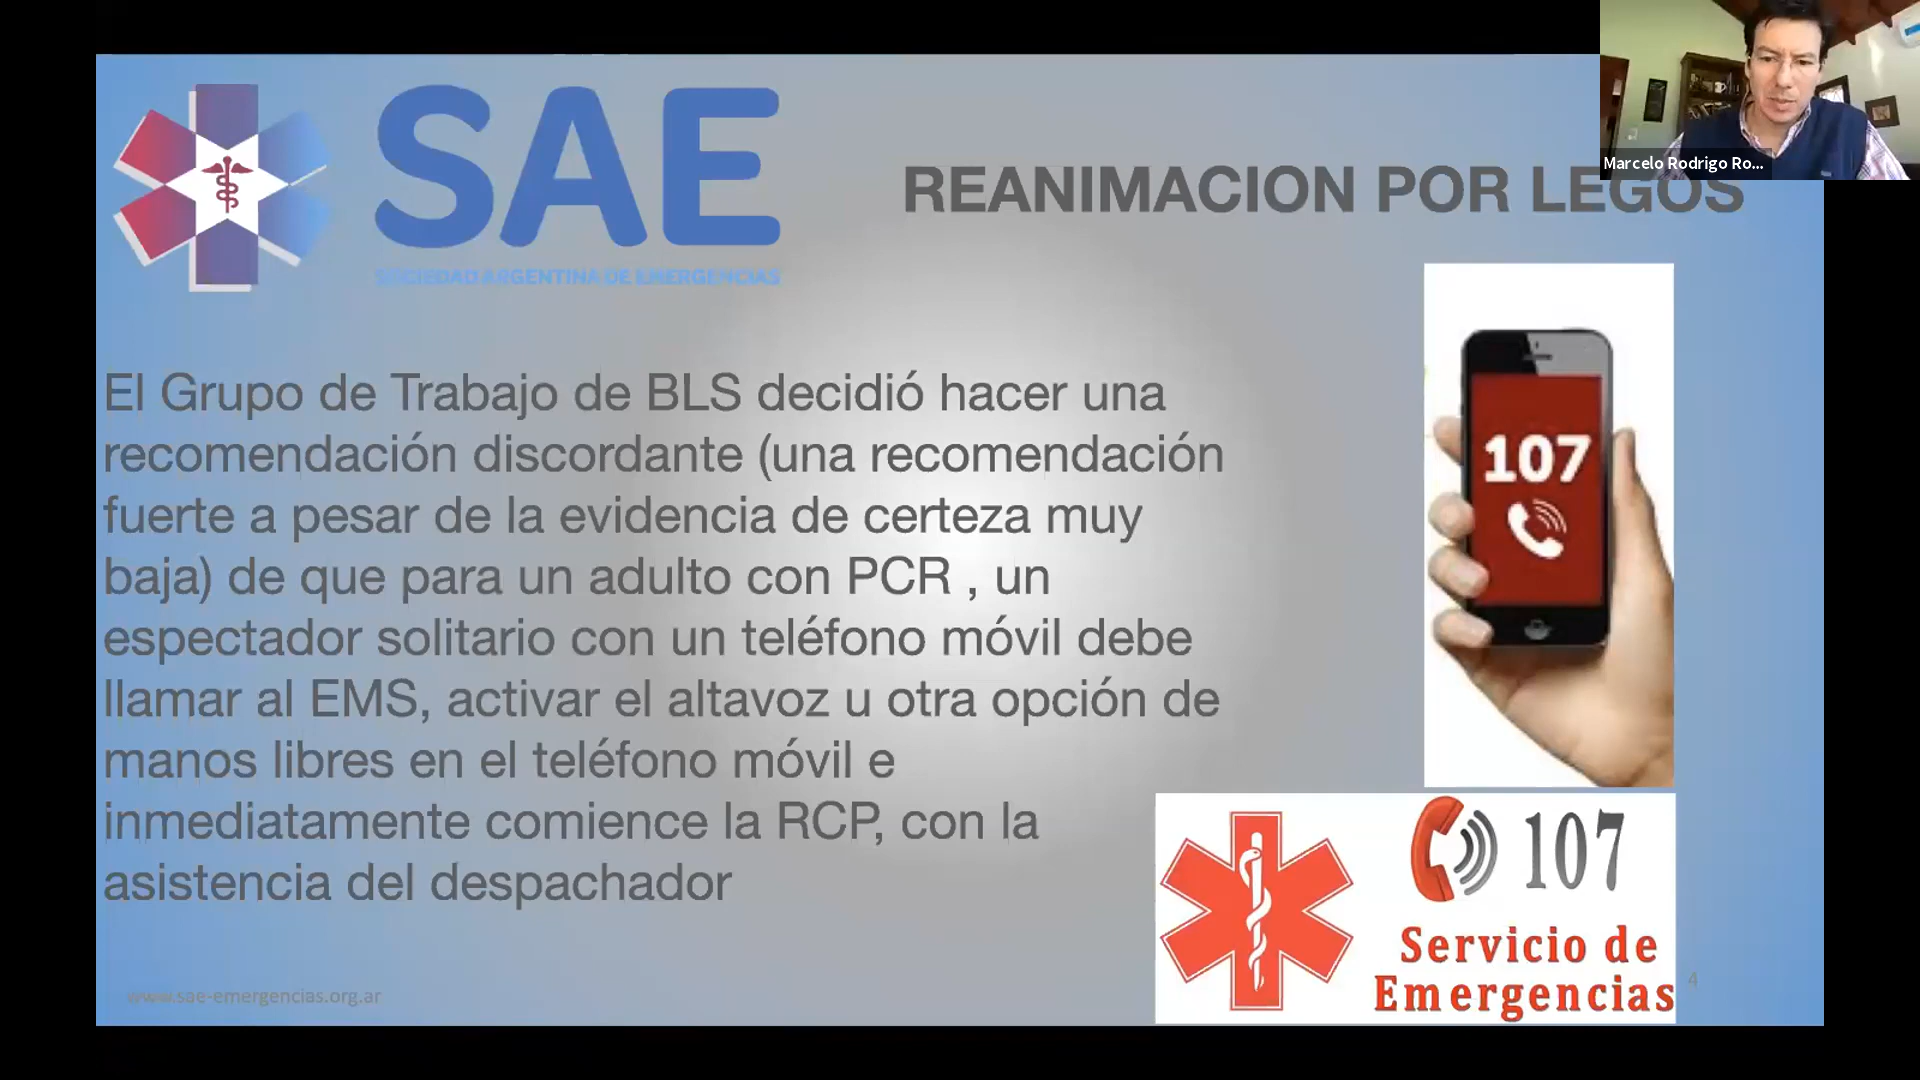 SAE
SOCIEDAD ARGENTINA DE EMERGENCIAS
REANIMACION POR LEGOS
Marcelo Rodrigo Ro...
El Grupo de Trabajo de BLS decidió hacer una
recomendación discordante (una recomendación
fuerte a pesar de la evidencia de certeza muy
baja) de que para un adulto con PCR , un
espectador solitario con un teléfono móvil debe
llamar al EMS, activar el altavoz u otra opción de
manos libres en el teléfono móvil e
inmediatamente comience la RCP, con la
asistencia del despachador
107
107
Servicio de
Emergencias
www.sae-emergencias.org.ar
4